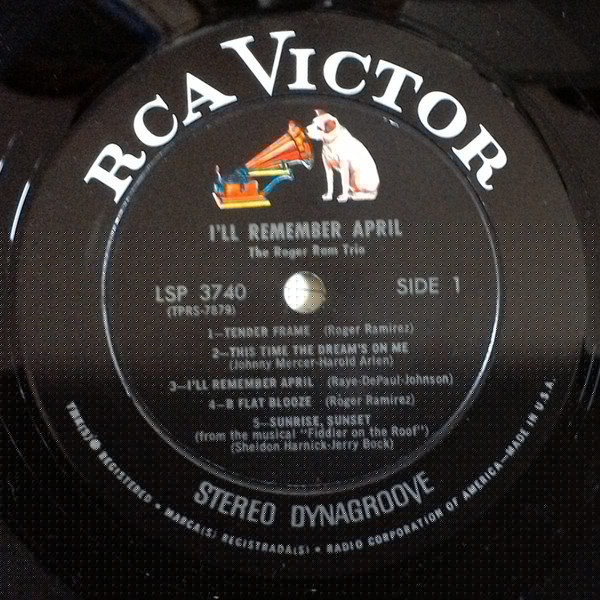 RCA VICTOR
I'LL REMEMBER APRIL
The Roger Ram Trio
LSP 3740
(TPRS-7879)
SIDE 1
1—TENDER FRAME (Roger Ramirez)
2—THIS TIME THE DREAM'S ON ME
(Johnny Mercer-Harold Arlen)
3—I'LL REMEMBER APRIL (Raye-DePaul-Johnson)
4—B FLAT BLOOZE (Roger Ramirez)
5—SUNRISE, SUNSET
(from the musical "Fiddler on the Roof")
(Sheldon Harnick-Jerry Bock)
STEREO DYNAGROOVE
TMK(S) ® REGISTERED • MARCA(S) REGISTRADA(S) • RADIO CORPORATION OF AMERICA—MADE IN U.S.A.